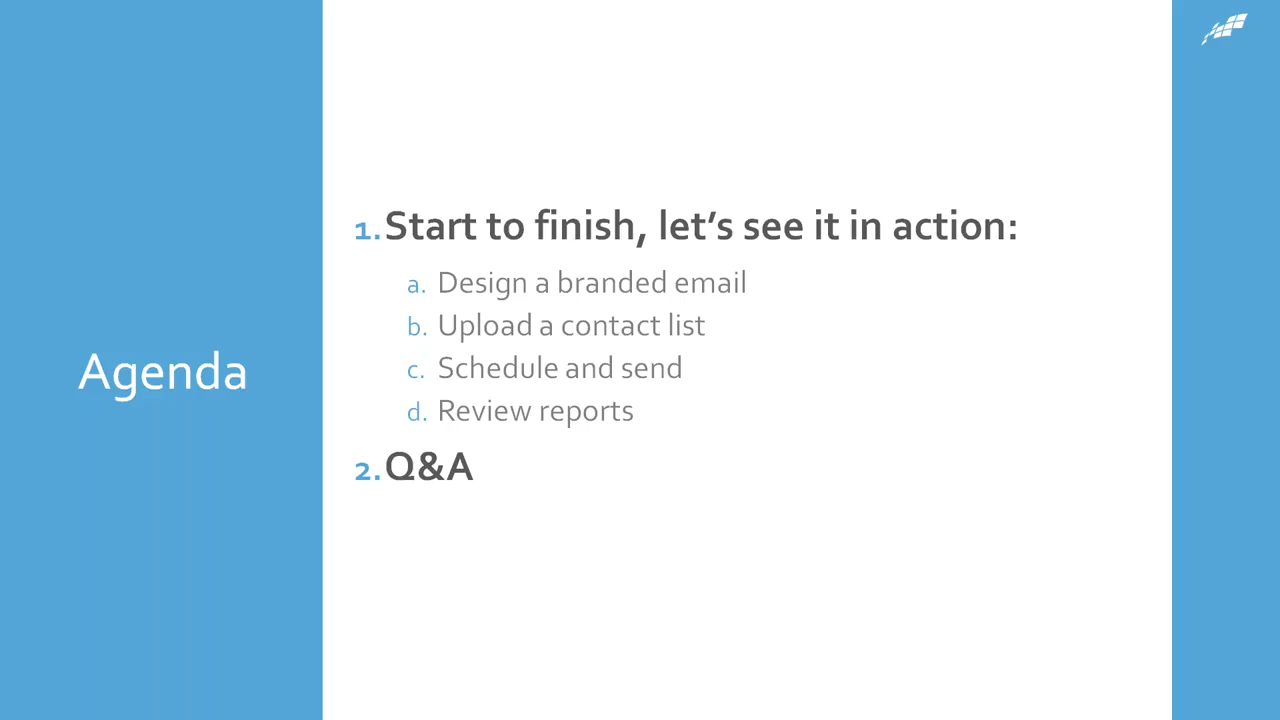 Agenda
1. Start to finish, let’s see it in action:
a. Design a branded email
b. Upload a contact list
c. Schedule and send
d. Review reports
2. Q&A